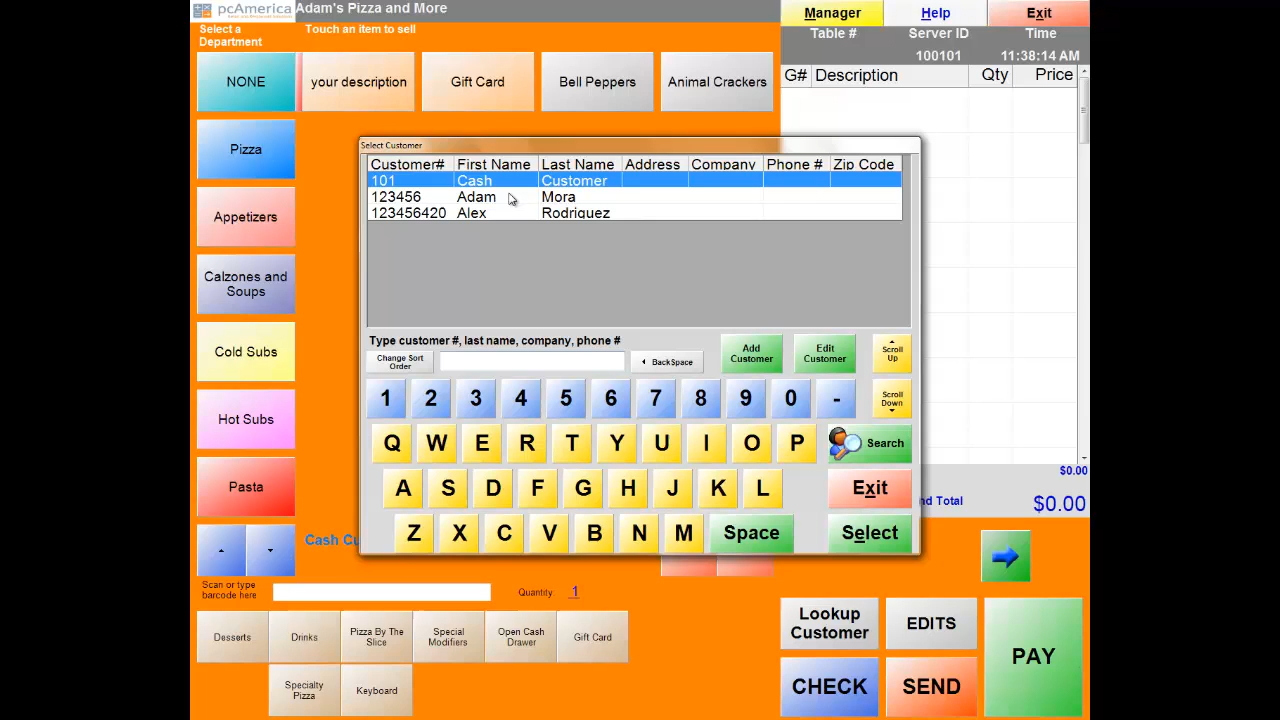 pcAmerica
Adam's Pizza and More
Manager
Help
Exit
Select a
Department
Touch an item to sell
Table #
Server ID
Time
100101
11:38:14 AM
NONE
your description
Gift Card
Bell Peppers
Animal Crackers
G#
Description
Qty
Price
Pizza
Appetizers
Calzones and
Soups
Cold Subs
Hot Subs
Pasta
Select Customer
Customer# First Name Last Name Address Company Phone # Zip Code
101 Cash Customer
123456 Adam Mora
123456420 Alex Rodriguez
Type customer #, last name, company, phone #
Change Sort
Order
BackSpace
Add
Customer
Edit
Customer
Scroll
Up
1 2 3 4 5 6 7 8 9 0 -
Scroll
Down
Q W E R T Y U I O P
Search
A S D F G H J K L
Exit
Z X C V B N M Space
Select
$0.00
nd Total
$0.00
Cash Cu
Scan or type
barcode here
Quantity 1
Desserts
Drinks
Pizza By The
Slice
Special
Modifiers
Open Cash
Drawer
Gift Card
Specialty
Pizza
Keyboard
Lookup
Customer
EDITS
PAY
CHECK
SEND